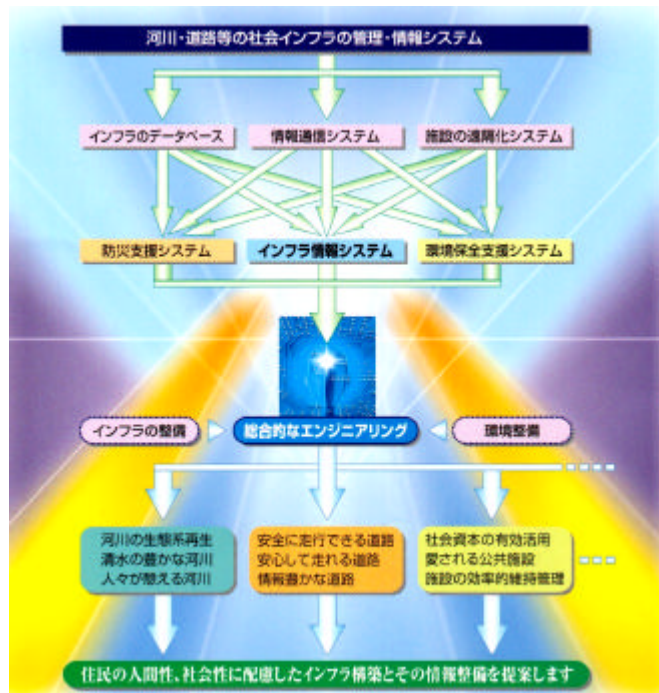 河川・道路等の社会インフラの管理・情報システム
インフラのデータベース
情報通信システム
施設の遠隔化システム
防災支援システム
インフラ情報システム
環境保全支援システム
インフラの整備
総合的なエンジニアリング
環境整備
河川の生態系再生
清水の豊かな河川
人々が憩える河川
安全に走行できる道路
安心して走れる道路
情報豊かな道路
社会資本の有効活用
愛される公共施設
施設の効率的維持管理
住民の人間性、社会性に配慮したインフラ構築とその情報整備を提案します